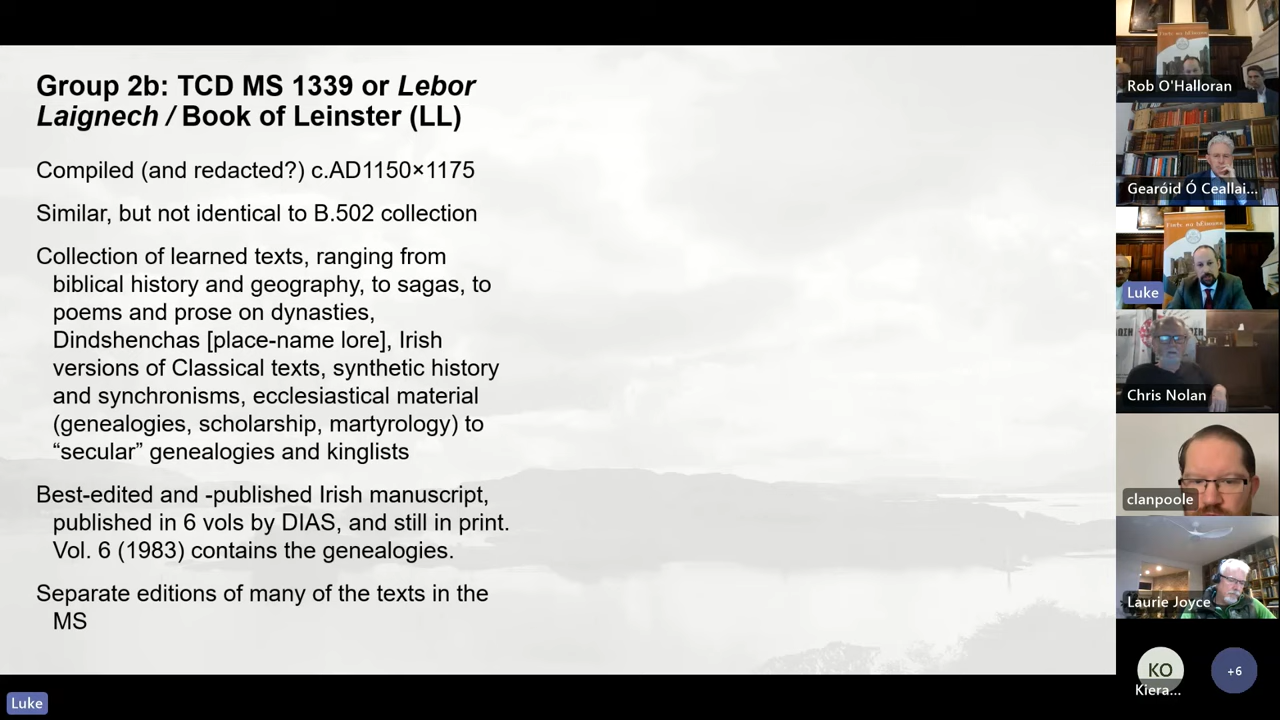 Group 2b: TCD MS 1339 or Lebor
Laignech / Book of Leinster (LL)
Compiled (and redacted?) c.AD1150×1175
Similar, but not identical to B.502 collection
Collection of learned texts, ranging from
biblical history and geography, to sagas, to
poems and prose on dynasties,
Dindshenchas [place-name lore], Irish
versions of Classical texts, synthetic history
and synchronisms, ecclesiastical material
(genealogies, scholarship, martyrology) to
“secular” genealogies and kinglists
Best-edited and -published Irish manuscript,
published in 6 vols by DIAS, and still in print.
Vol. 6 (1983) contains the genealogies.
Separate editions of many of the texts in the
MS
Luke
Rob O'Halloran
Gearóid Ó Ceallai...
Luke
Chris Nolan
clanpoole
Laurie Joyce
KO
Kiera...
+6